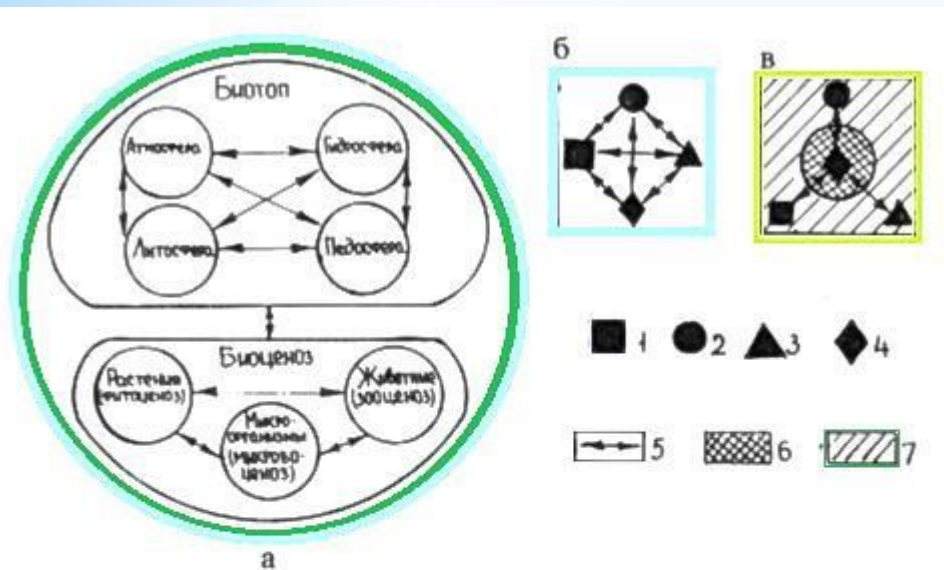 Биотоп
Атмосфера
Гидросфера
Литосфера
Педосфера
Биоценоз
Растения
(фитоценоз)
Животные
(зооценоз)
Микро-
организмы
(микробо-
ценоз)
а
б
в
1
2
3
4
5
6
7